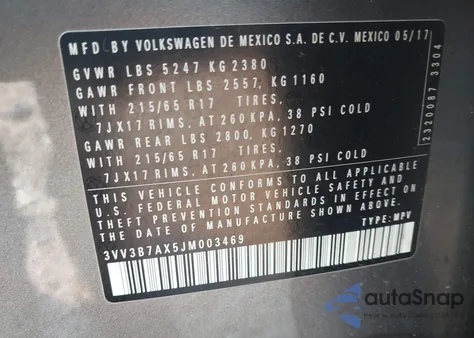 MFD BY VOLKSWAGEN DE MEXICO S.A. DE C.V. MEXICO 05/17
GVWR LBS 5247 KG 2380
GAWR FRONT LBS 2557, KG1160
WITH 215/65 R17 TIRES,
7JX17 RIMS, AT 260 KPA, 38 PSI COLD
GAWR REAR LBS 2800, KG1270
WITH 215/65 R17 TIRES,
7JX17 RIMS, AT 260 KPA, 38 PSI COLD
THIS VEHICLE CONFORMS TO ALL APPLICABLE
U.S. FEDERAL MOTOR VEHICLE SAFETY AND
THEFT PREVENTION STANDARDS IN EFFECT ON
THE DATE OF MANUFACTURE SHOWN ABOVE.
3VV3B7AX5JM003469
TYPE: MPV
2320087 3304
autoSnap